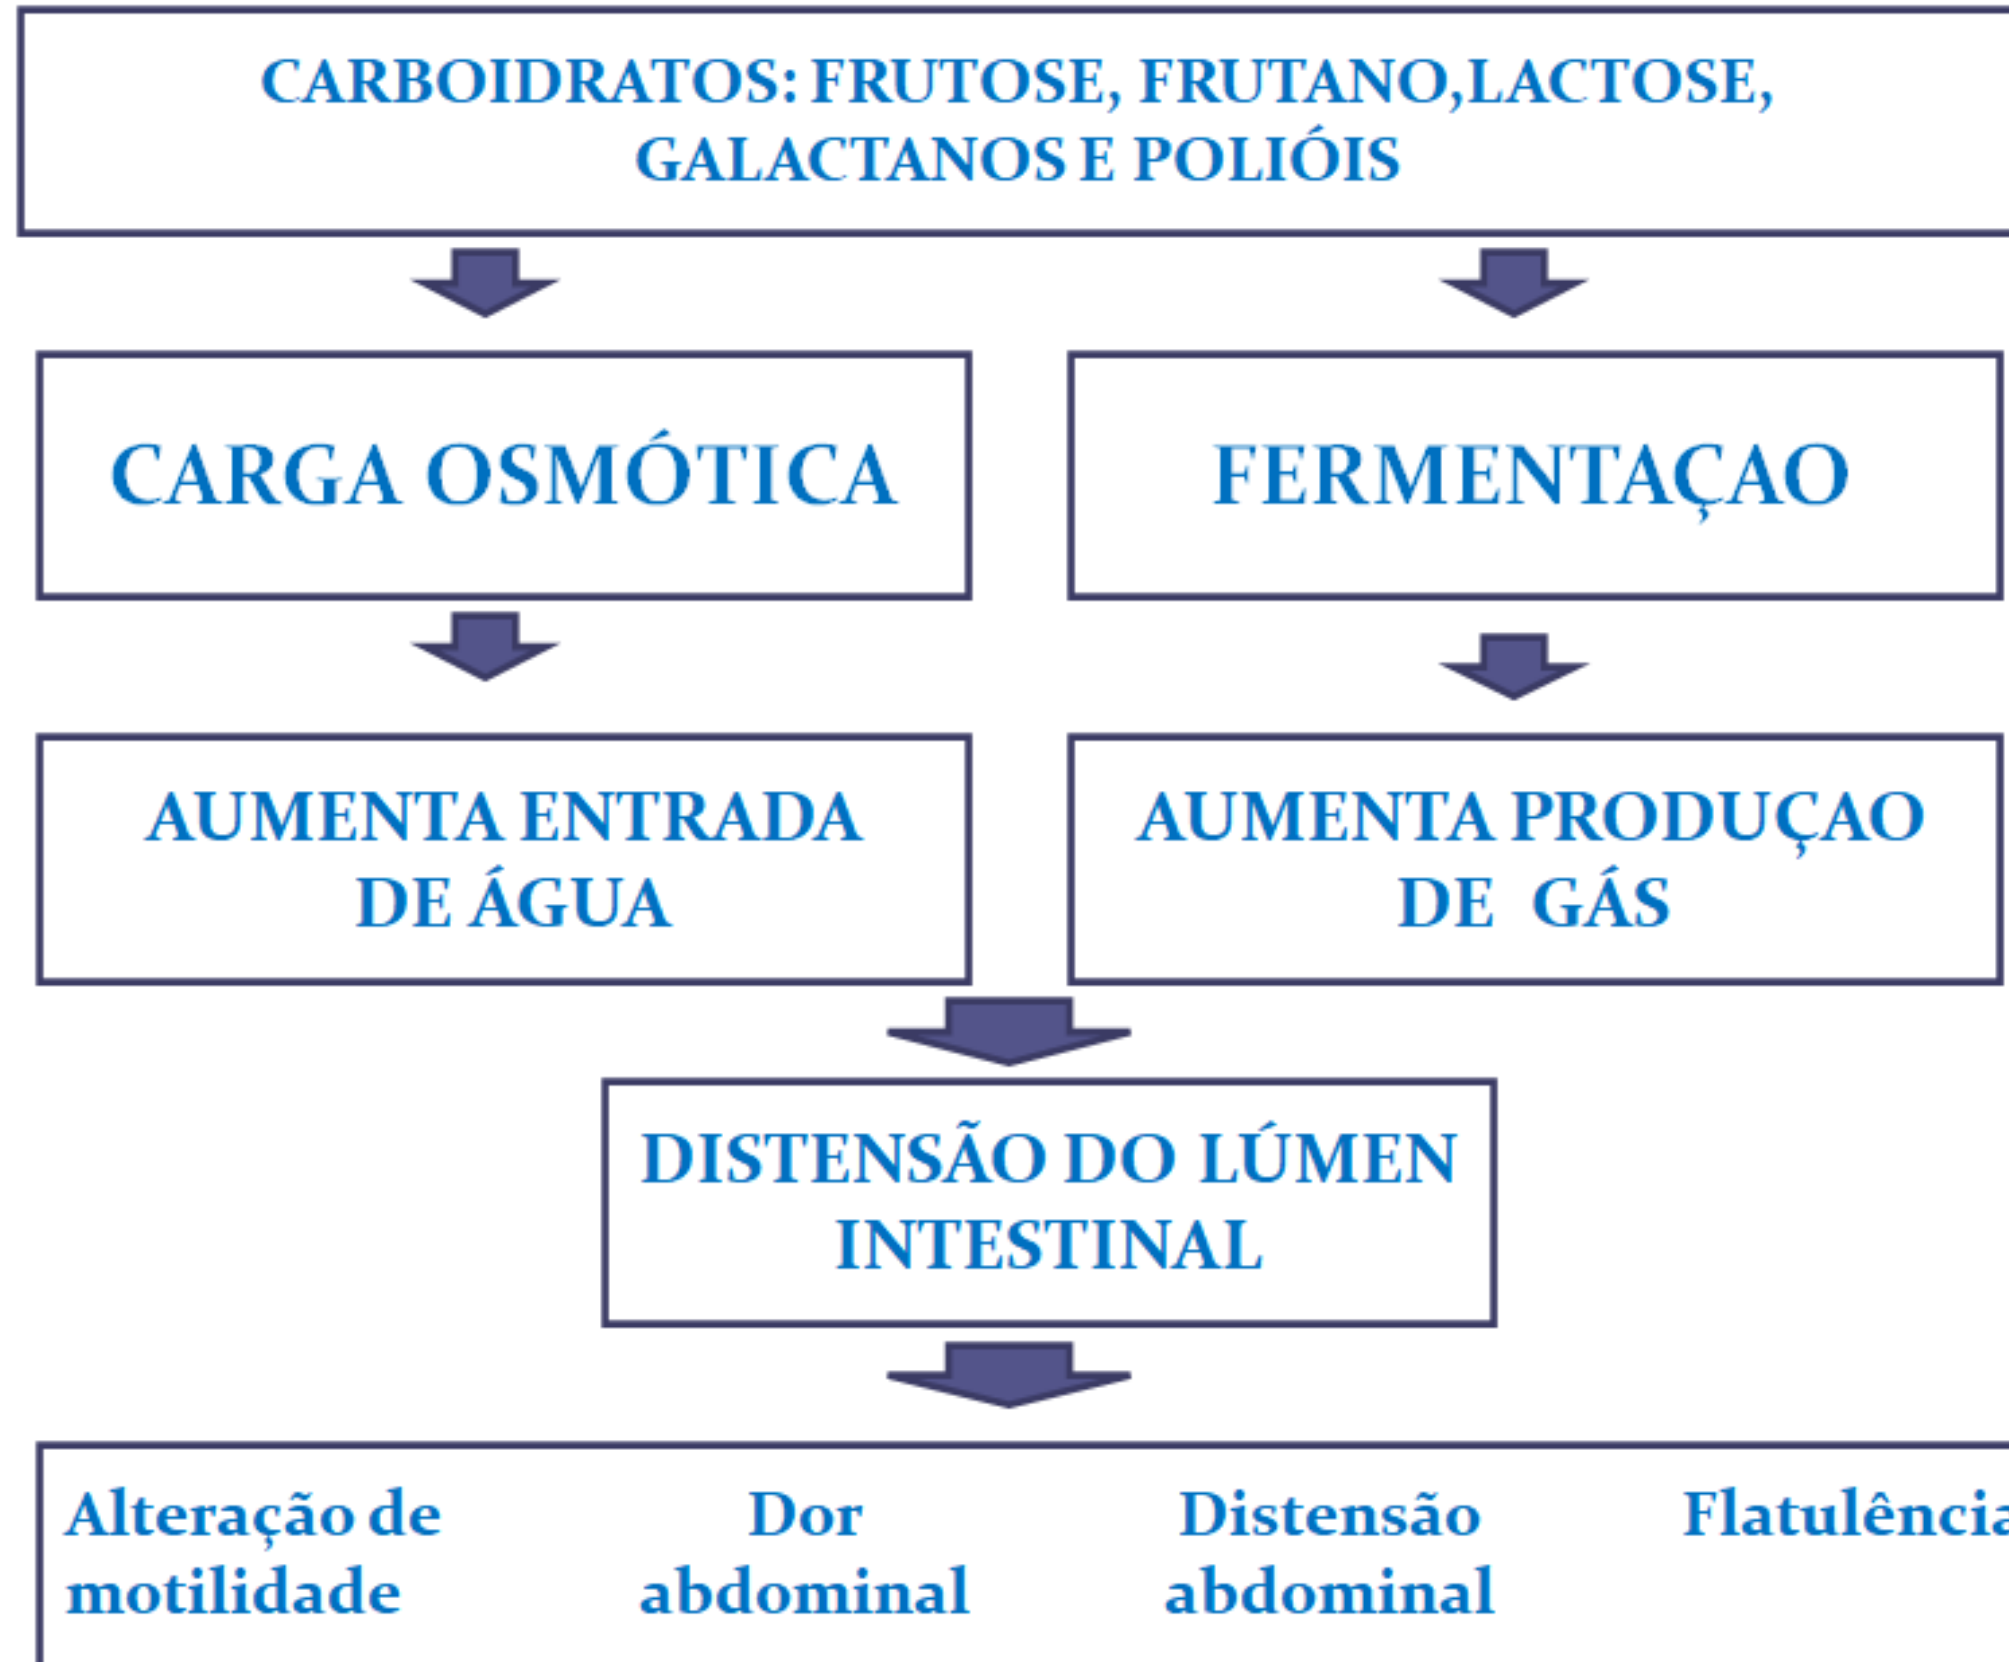 CARBOIDRATOS: FRUTOSE, FRUTANO,LACTOSE,
GALACTANOS E POLIÓIS
CARGA OSMÓTICA
FERMENTAÇAO
AUMENTA ENTRADA
DE ÁGUA
AUMENTA PRODUÇAO
DE GÁS
DISTENSÃO DO LÚMEN
INTESTINAL
Alteração de
motilidade
Dor
abdominal
Distensão
abdominal
Flatulência